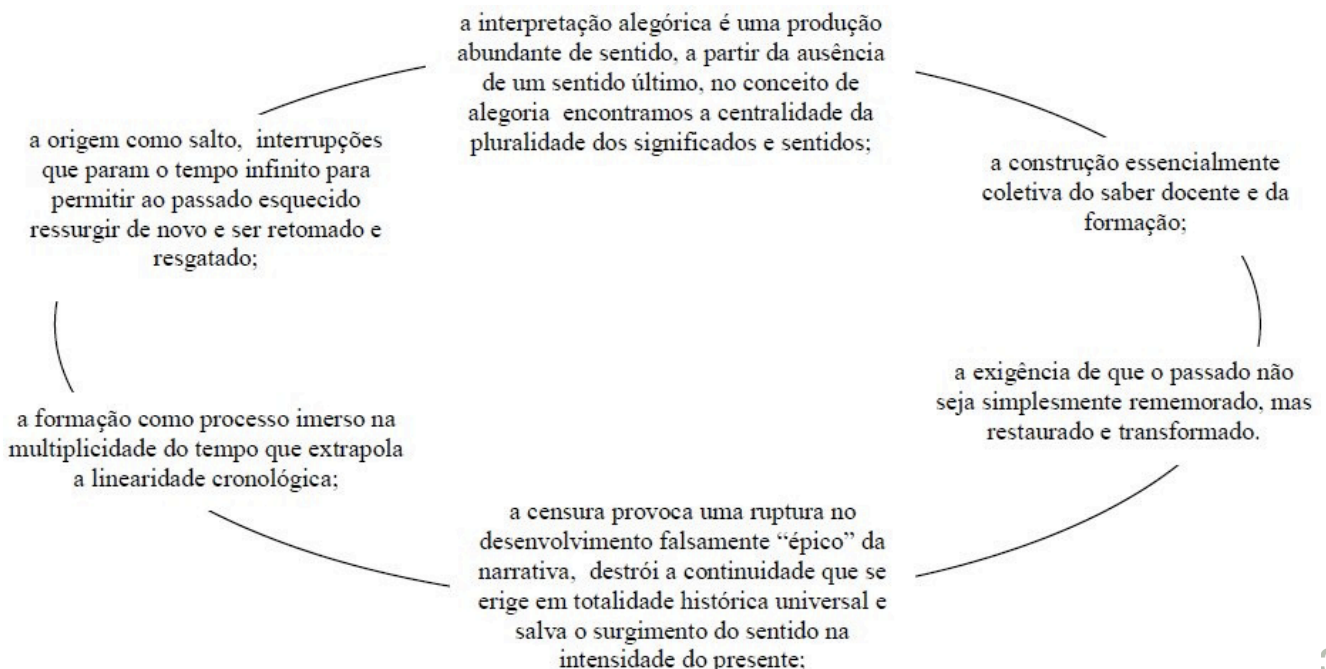 a interpretação alegórica é uma produção
abundante de sentido, a partir da ausência
de um sentido último, no conceito de
alegoria encontramos a centralidade da
pluralidade dos significados e sentidos;
a construção essencialmente
coletiva do saber docente e da
formação;
a exigência de que o passado não
seja simplesmente rememorado, mas
restaurado e transformado.
a censura provoca uma ruptura no
desenvolvimento falsamente “épico” da
narrativa, destrói a continuidade que se
erige em totalidade histórica universal e
salva o surgimento do sentido na
intensidade do presente;
a formação como processo imerso na
multiplicidade do tempo que extrapola
a linearidade cronológica;
a origem como salto, interrupções
que param o tempo infinito para
permitir ao passado esquecido
ressurgir de novo e ser retomado e
resgatado;